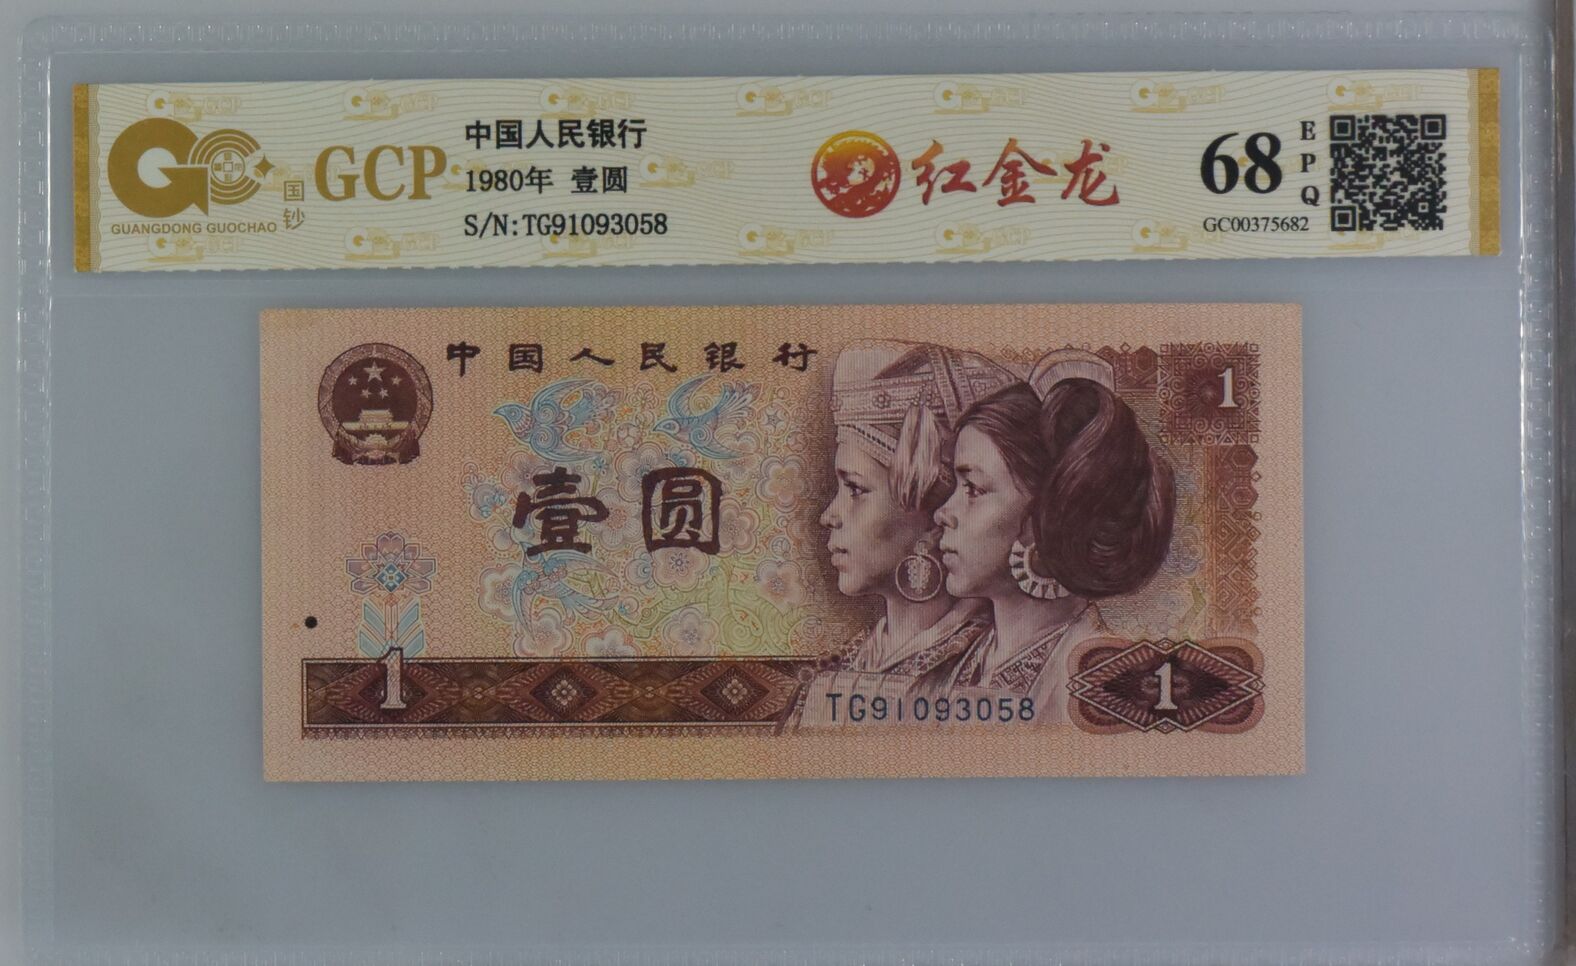 GUANGDONG GUOCHAO
国钞
GCP
中国人民银行
1980年 壹圆
S/N:TG91093058
红金龙
68
EPQ
GC00375682
中国人民银行
1
壹圆
1
TG91093058
1